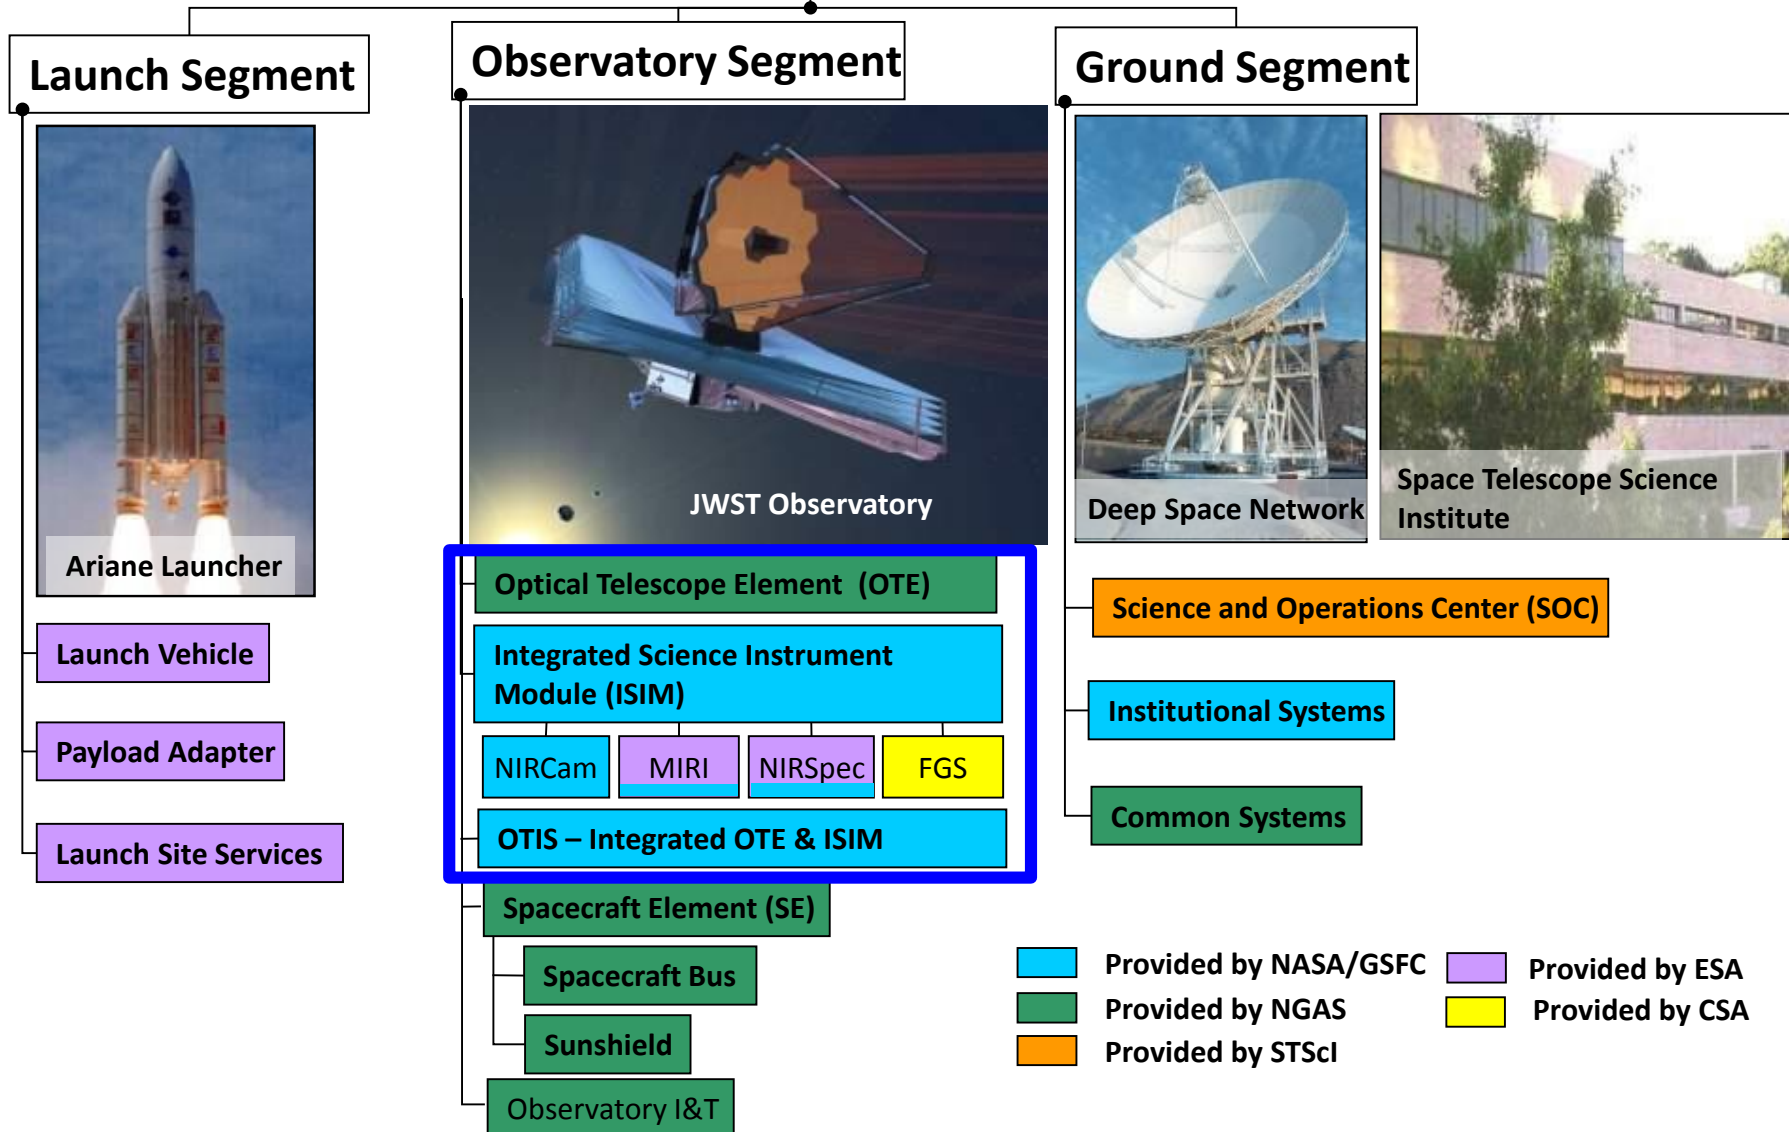 Launch Segment
Observatory Segment
Ground Segment
Ariane Launcher
JWST Observatory
Deep Space Network
Space Telescope Science
Institute
Launch Vehicle
Payload Adapter
Launch Site Services
Optical Telescope Element (OTE)
Integrated Science Instrument
Module (ISIM)
NIRCam
MIRI
NIRSpec
FGS
OTIS – Integrated OTE & ISIM
Spacecraft Element (SE)
Spacecraft Bus
Sunshield
Observatory I&T
Science and Operations Center (SOC)
Institutional Systems
Common Systems
Provided by NASA/GSFC
Provided by NGAS
Provided by STScI
Provided by ESA
Provided by CSA